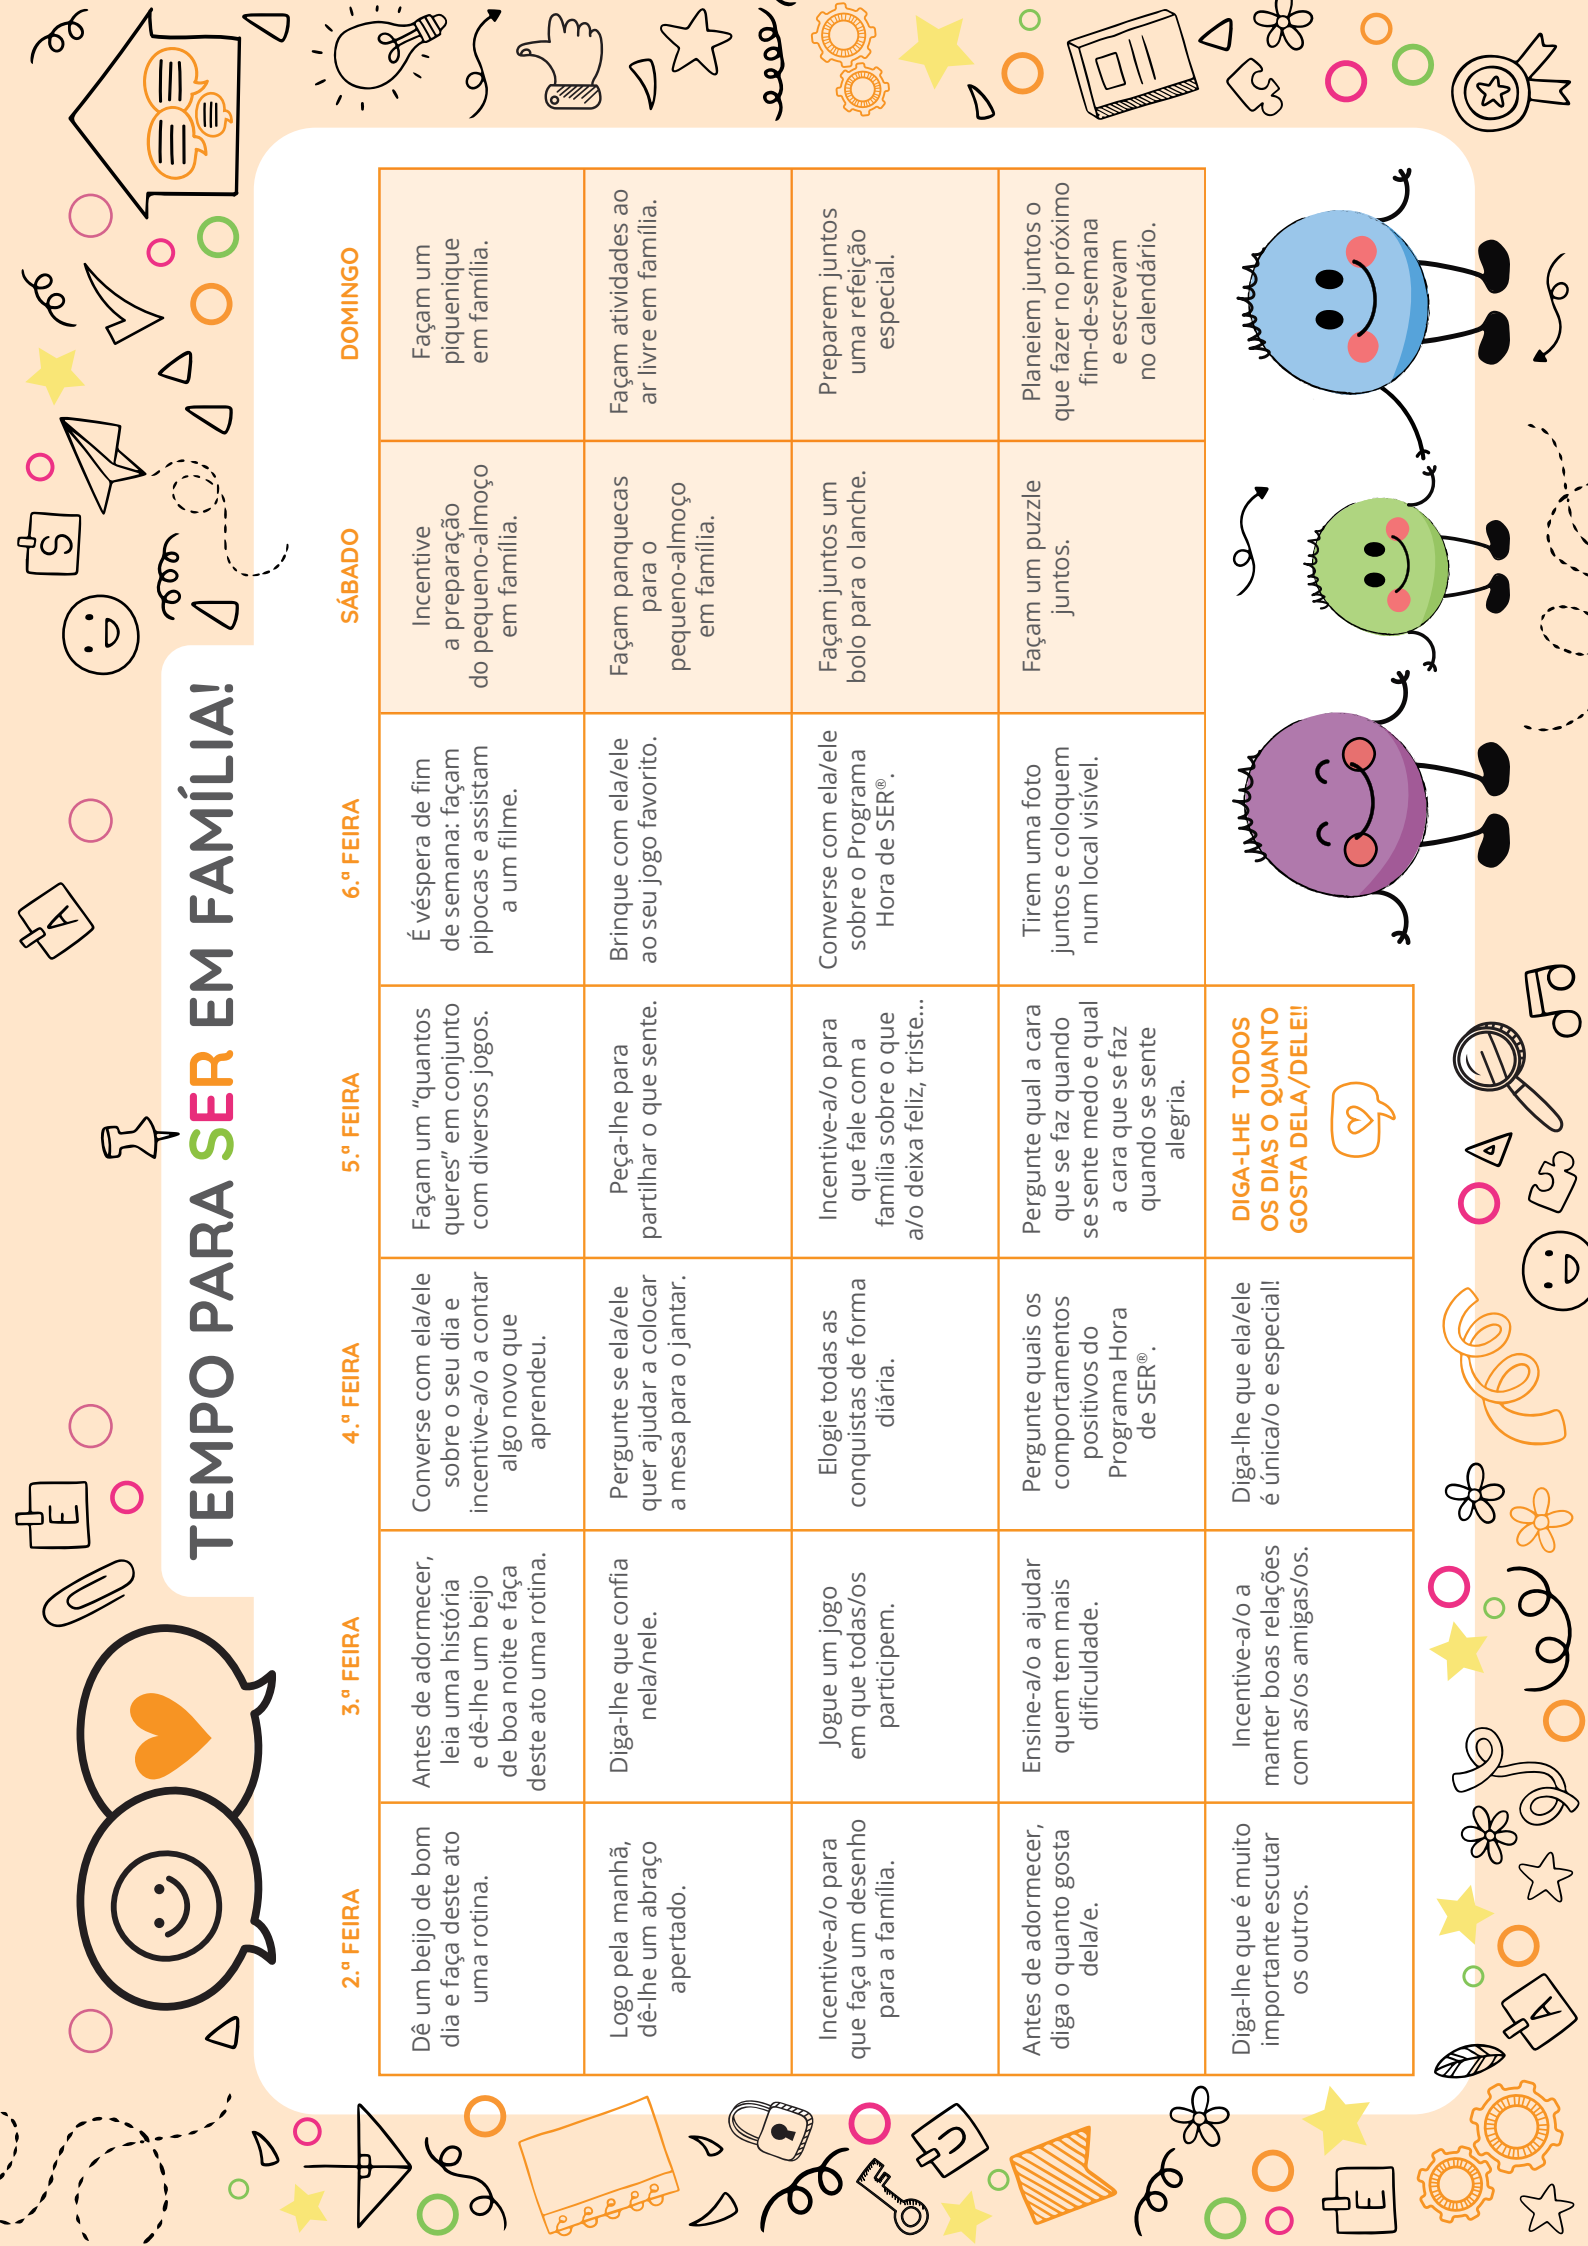 TEMPO PARA SER EM FAMÍLIA!
2.ª FEIRA
3.ª FEIRA
4.ª FEIRA
5.ª FEIRA
6.ª FEIRA
SÁBADO
DOMINGO
Dê um beijo de bom
dia e faça deste ato
uma rotina.
Antes de adormecer,
leia uma história
e dê-lhe um beijo
de boa noite e faça
deste ato uma rotina.
Converse com ela/ele
sobre o seu dia e
incentive-a/o a contar
algo novo que
aprendeu.
Façam um “quantos
queres” em conjunto
com diversos jogos.
É véspera de fim
de semana: façam
pipocas e assistam
a um filme.
Incentive
a preparação
do pequeno-almoço
em família.
Façam um
piquenique
em família.
Logo pela manhã,
dê-lhe um abraço
apertado.
Diga-lhe que confia
nela/nele.
Pergunte se ela/ele
quer ajudar a colocar
a mesa para o jantar.
Peça-lhe para
partilhar o que sente.
Brinque com ela/ele
ao seu jogo favorito.
Façam panquecas
para o
pequeno-almoço
em família.
Façam atividades ao
ar livre em família.
Incentive-a/o para
que faça um desenho
para a família.
Jogue um jogo
em que todas/os
participem.
Elogie todas as
conquistas de forma
diária.
Incentive-a/o para
que fale com a
família sobre o que
a/o deixa feliz, triste...
Converse com ela/ele
sobre o Programa
Hora de SER®.
Façam juntos um
bolo para o lanche.
Preparem juntos
uma refeição
especial.
Antes de adormecer,
diga o quanto gosta
dela/e.
Ensine-a/o a ajudar
quem tem mais
dificuldade.
Pergunte quais os
comportamentos
positivos do
Programa Hora
de SER®.
Pergunte qual a cara
que se faz quando
se sente medo e qual
a cara que se faz
quando se sente
alegria.
Tirem uma foto
juntos e coloquem
num local visível.
Façam um puzzle
juntos.
Planeiem juntos o
que fazer no próximo
fim-de-semana
e escrevam
no calendário.
Diga-lhe que é muito
importante escutar
os outros.
Incentive-a/o a
manter boas relações
com as/os amigas/os.
Diga-lhe que ela/ele
é única/o e especial!
DIGA-LHE TODOS
OS DIAS O QUANTO
GOSTA DELA/DELE!!
E
A
S
U
E
A